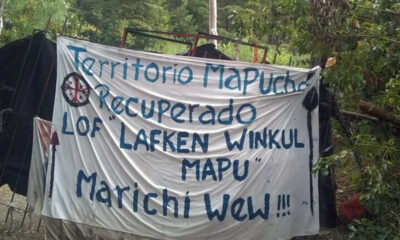 Territorio Mapuche
Recuperado
LOF "LAFKEN WINKUL
MAPU"
Marichi WeW !!!